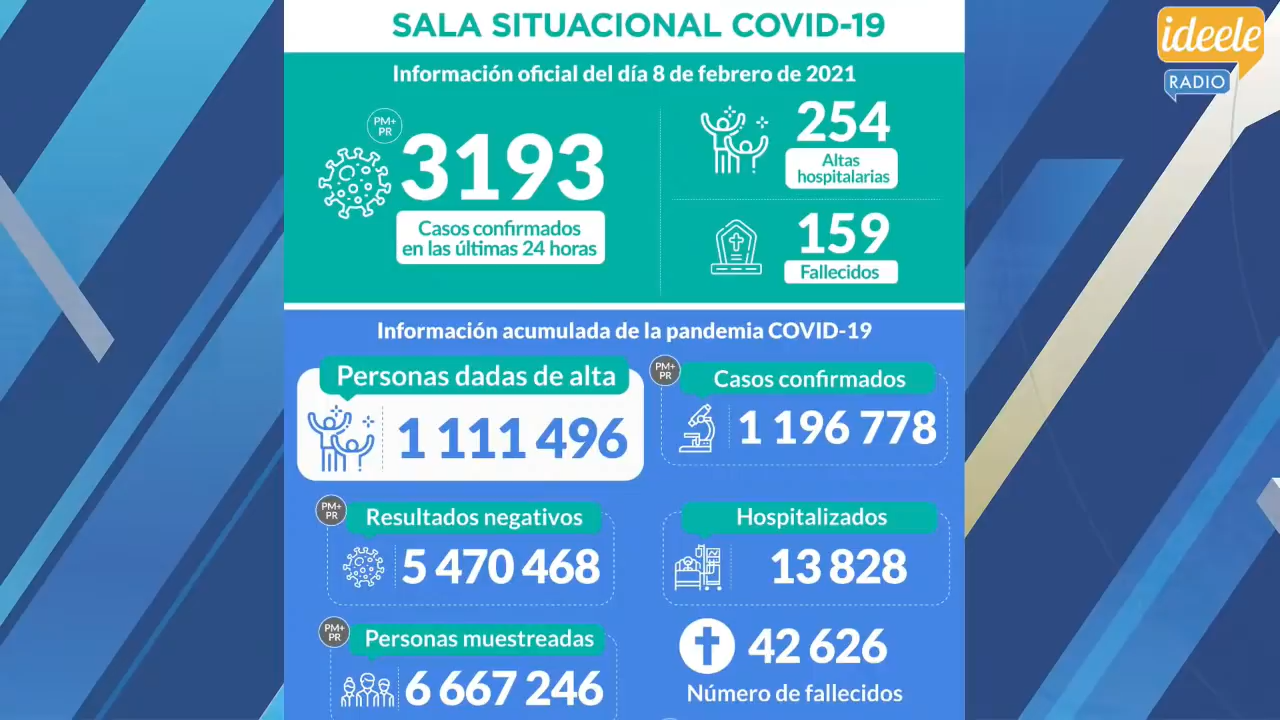 SALA SITUACIONAL COVID-19
ideele
RADIO
Información oficial del día 8 de febrero de 2021
PM+
PR
3193
Casos confirmados
en las últimas 24 horas
254
Altas
hospitalarias
159
Fallecidos
Información acumulada de la pandemia COVID-19
Personas dadas de alta
1 111 496
PM+
PR
Casos confirmados
1 196 778
PM+
PR
Resultados negativos
5 470 468
Hospitalizados
13 828
PM+
PR
Personas muestreadas
6 667 246
42 626
Número de fallecidos